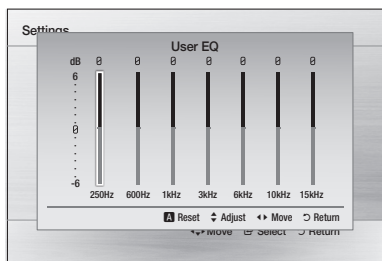 Settings
User EQ
dB 0 0 0 0 0 0 0
6
0
-6
250Hz 600Hz 1kHz 3kHz 6kHz 10kHz 15kHz
A Reset Adjust Move Return
Move Select Return